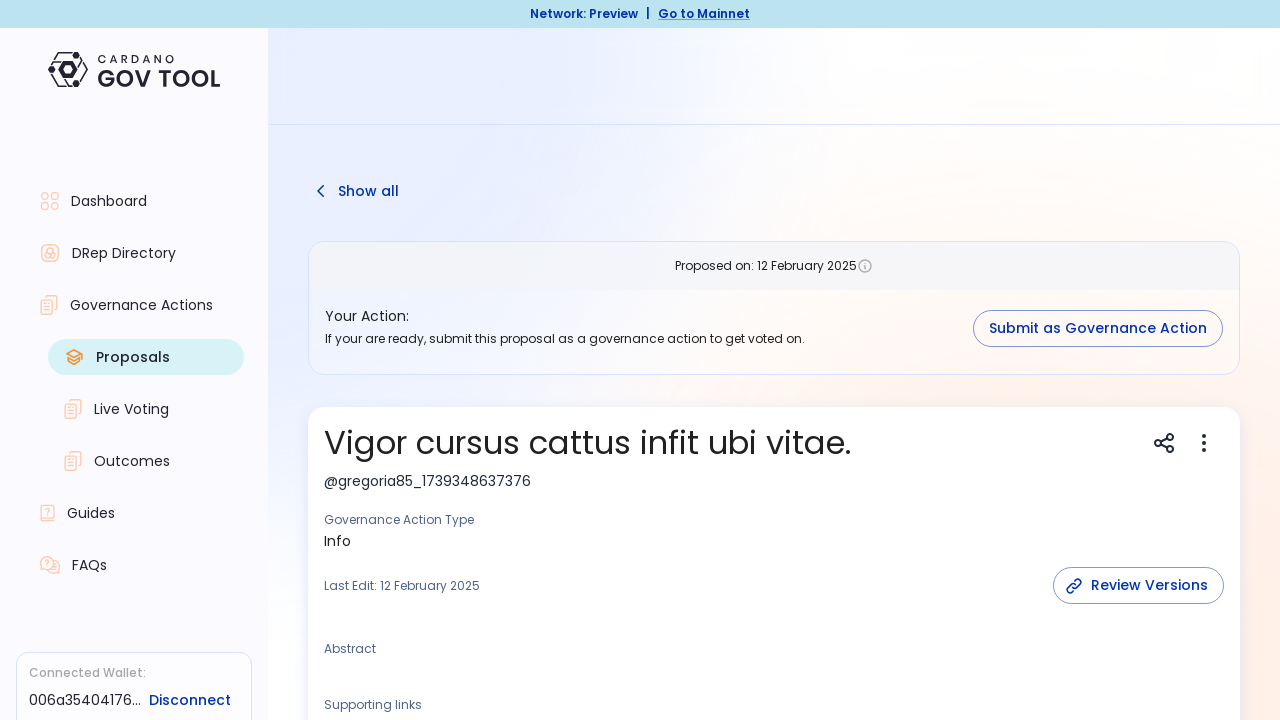 Network: Preview | Go to Mainnet
CARDANO
GOV TOOL
Dashboard
DRep Directory
Governance Actions
Proposals
Live Voting
Outcomes
Guides
FAQs
Connected Wallet:
006a35404176... Disconnect
Show all
Proposed on: 12 February 2025
Your Action:
If your are ready, submit this proposal as a governance action to get voted on.
Submit as Governance Action
Vigor cursus cattus infit ubi vitae.
@gregoria85_1739348637376
Governance Action Type
Info
Last Edit: 12 February 2025
Review Versions
Abstract
Supporting links